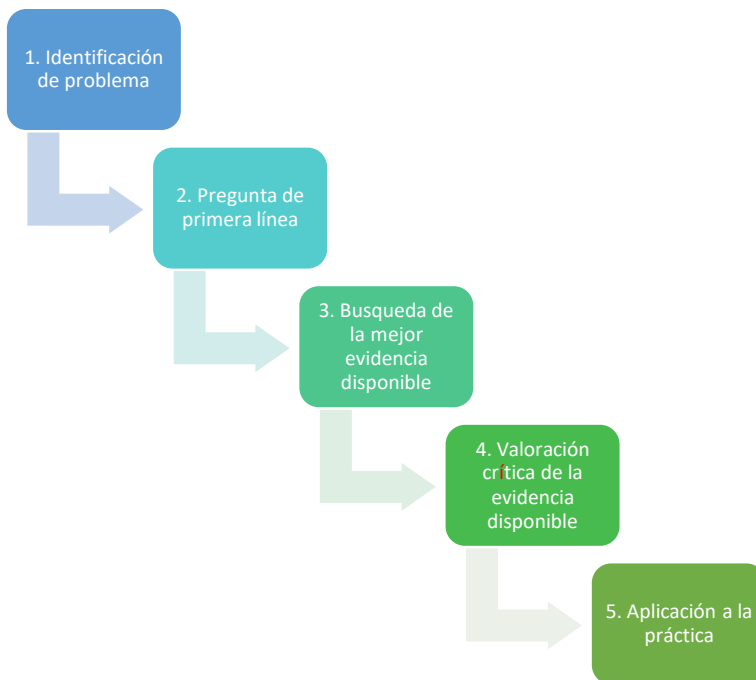 1. Identificación
de problema
2. Pregunta de
primera línea
3. Busqueda de
la mejor
evidencia
disponible
4. Valoración
crítica de la
evidencia
disponible
5. Aplicación a la
práctica